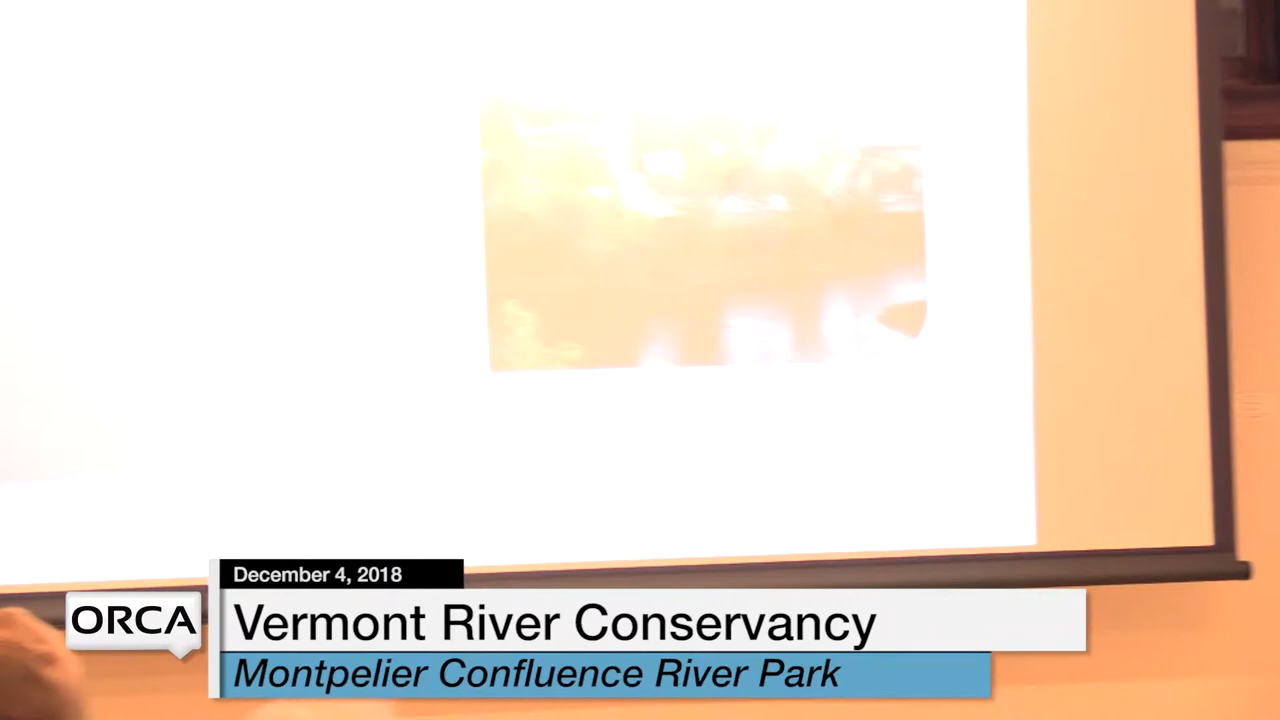 December 4, 2018
ORCA
Vermont River Conservancy
Montpelier Confluence River Park